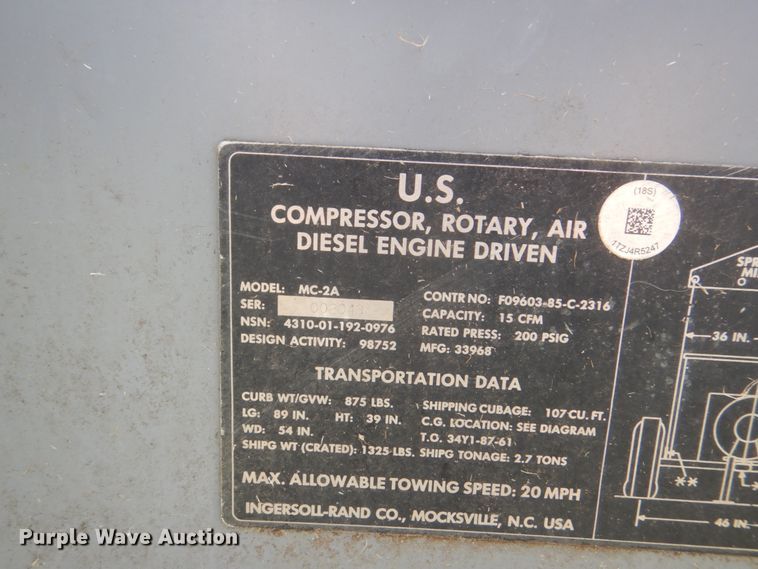 U.S.
COMPRESSOR, ROTARY, AIR
DIESEL ENGINE DRIVEN
(18S)
1TZJ4R5247
MODEL: MC-2A
SER:
NSN: 4310-01-192-0976
DESIGN ACTIVITY: 98752
CONTR NO: F09603-85-C-2316
CAPACITY: 15 CFM
RATED PRESS: 200 PSIG
MFG: 33968
TRANSPORTATION DATA
CURB WT/GVW: 875 LBS.
LG: 89 IN. HT: 39 IN.
WD: 54 IN.
SHIPG WT (CRATED): 1325 LBS.
SHIPPING CUBAGE: 107 CU. FT.
C.G. LOCATION: SEE DIAGRAM
T.O. 34Y1-87-61
SHIPG TONAGE: 2.7 TONS
MAX. ALLOWABLE TOWING SPEED: 20 MPH
INGERSOLL-RAND CO., MOCKSVILLE, N.C. USA
36 IN.
**
46 IN.
Purple Wave Auction